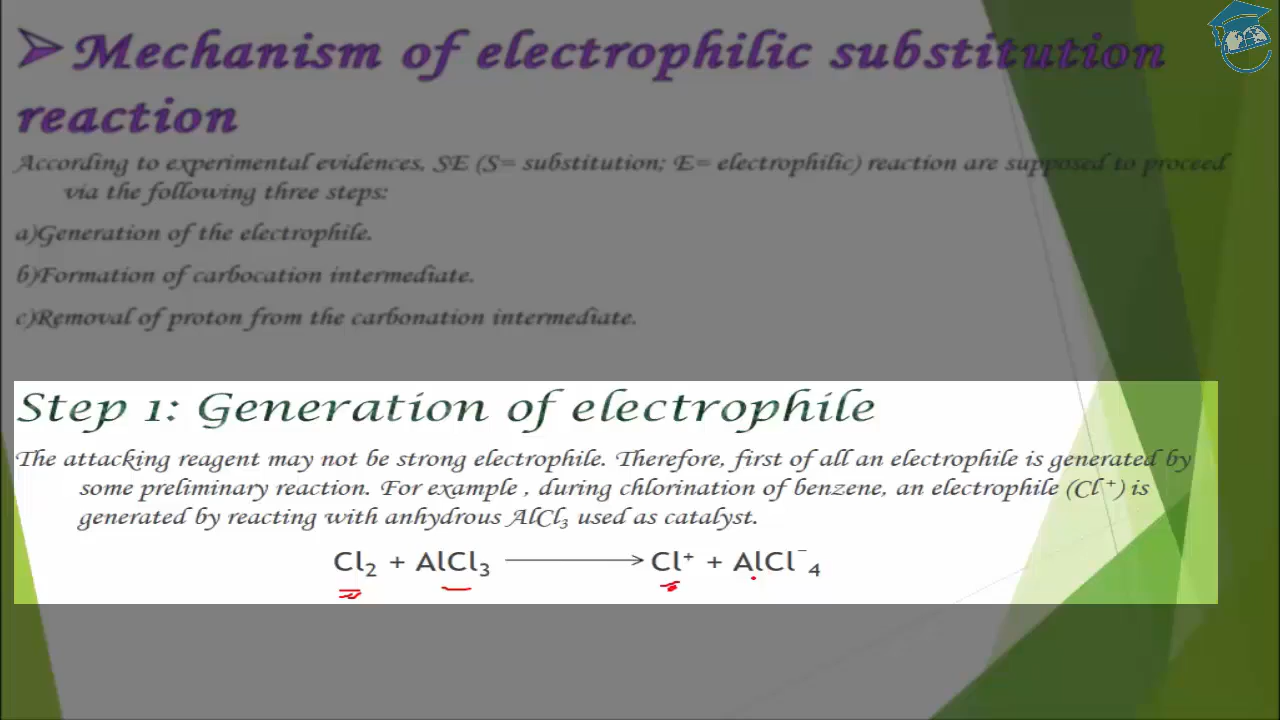 ➢Mechanism of electrophilic substitution
reaction
According to experimental evidences, SE (S= substitution; E= electrophilic) reaction are supposed to proceed
via the following three steps:
a)Generation of the electrophile.
b)Formation of carbocation intermediate.
c)Removal of proton from the carbonation intermediate.
Step 1: Generation of electrophile
The attacking reagent may not be strong electrophile. Therefore, first of all an electrophile is generated by
some preliminary reaction. For example , during chlorination of benzene, an electrophile (Cl⁺) is
generated by reacting with anhydrous AlCl₃ used as catalyst.
Cl₂ + AlCl₃ ⟶ Cl⁺ + AlCl⁻₄